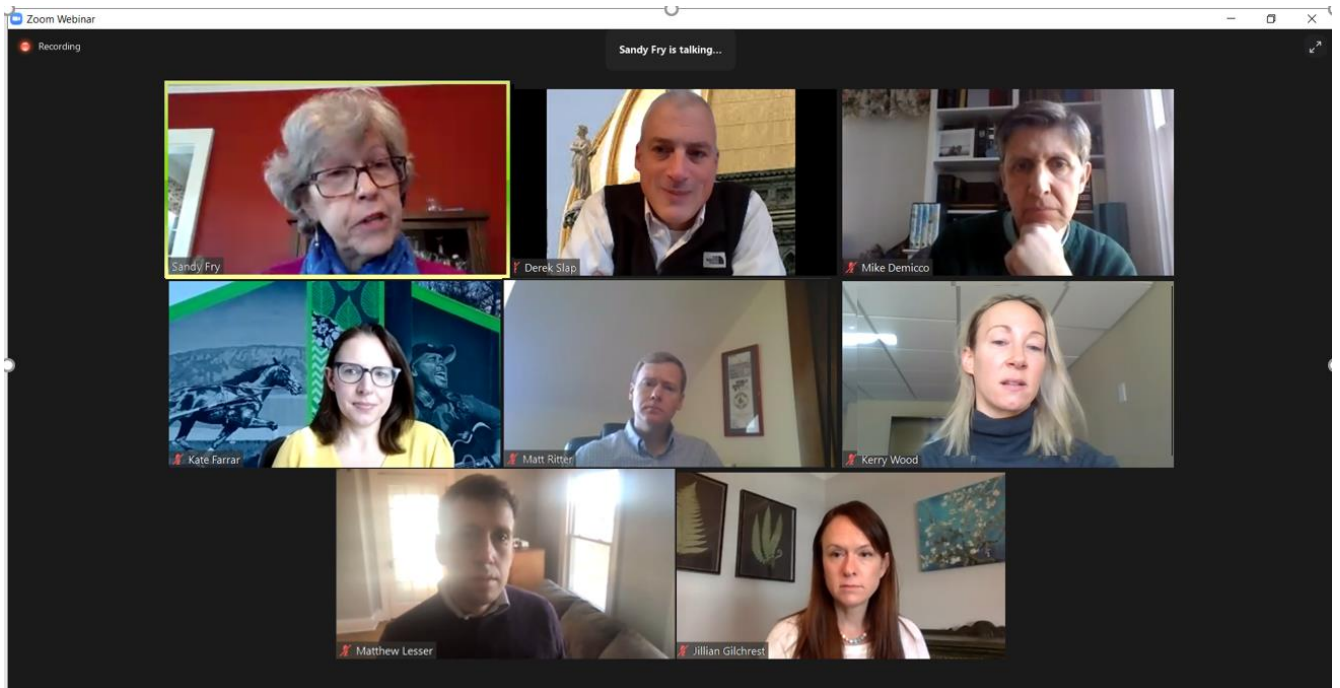 Zoom Webinar
Recording
Sandy Fry is talking...
Sandy Fry
Derek Slap
Mike Demicco
Kate Farrar
Matt Ritter
Kerry Wood
Matthew Lesser
Jillian Gilchrest